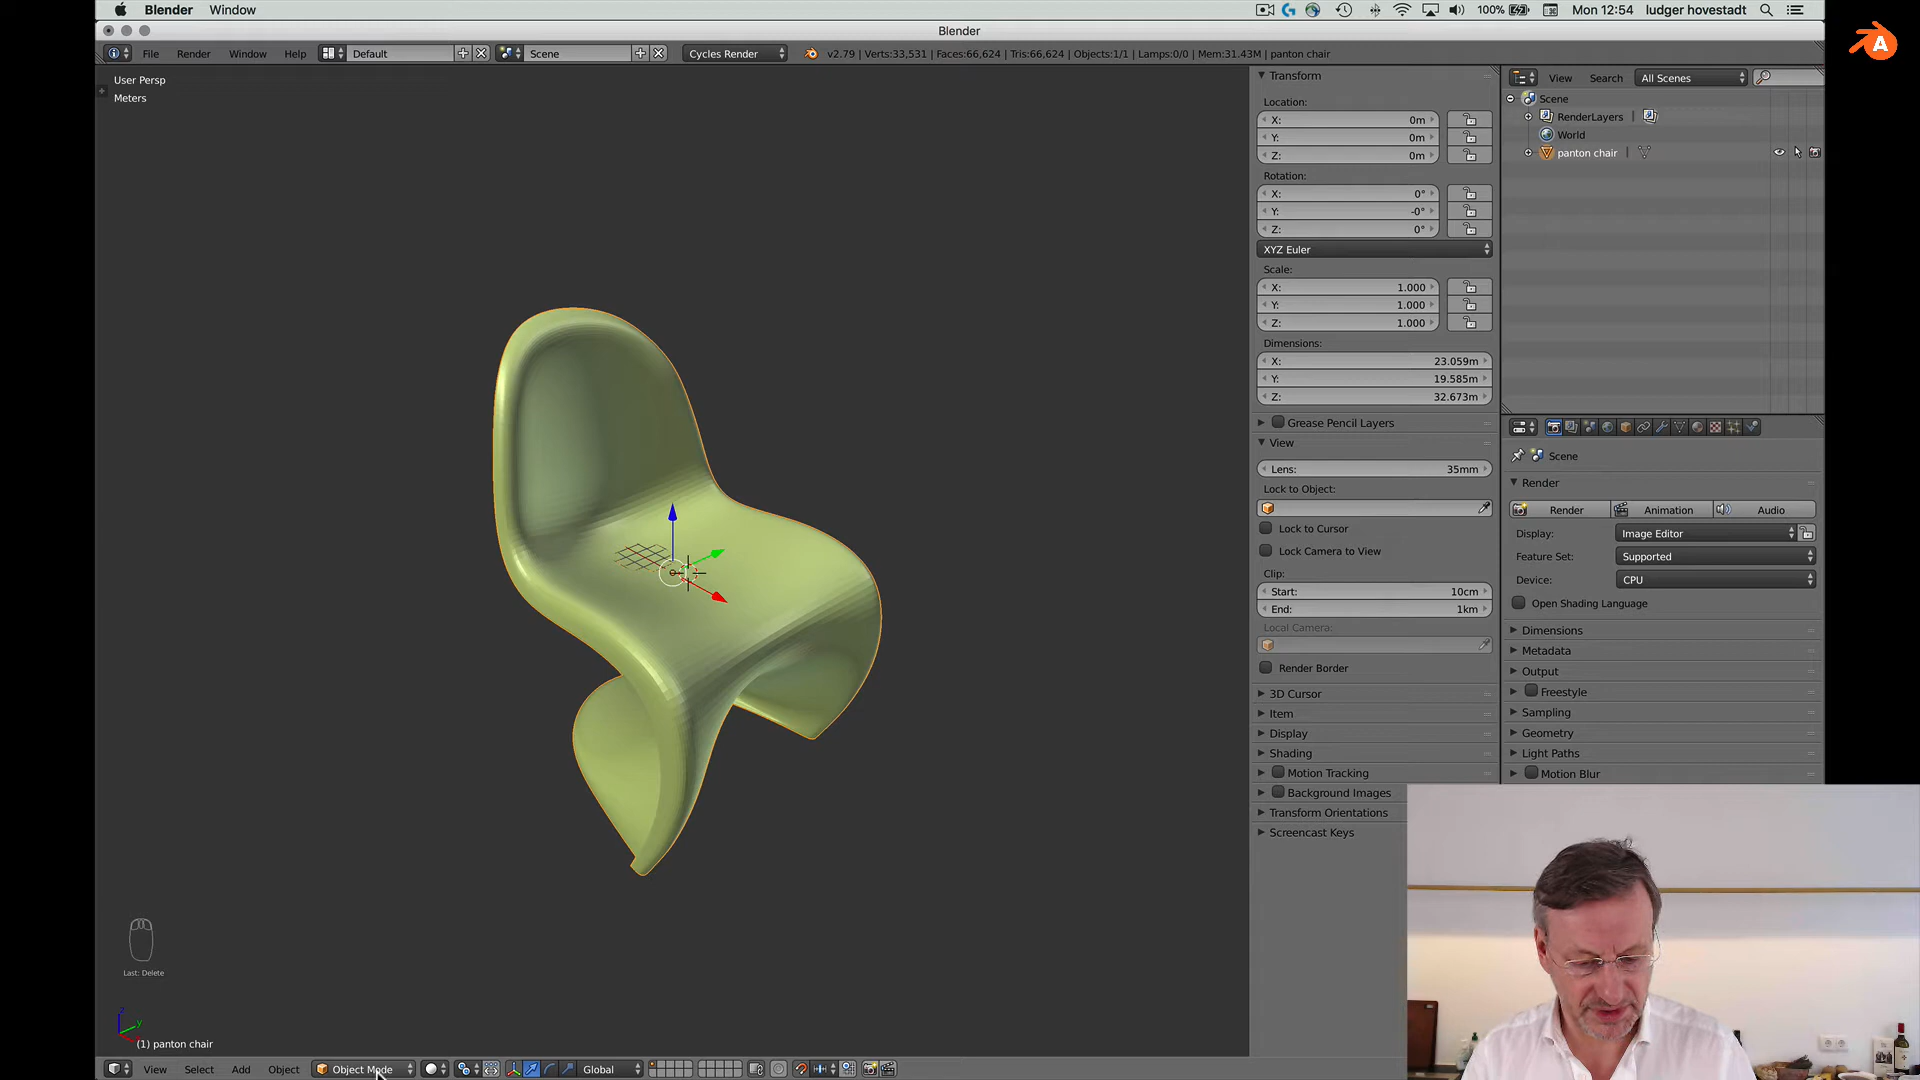 Blender Window 100% Mon 12:54 ludger hovestadt
Blender
File Render Window Help Default Scene Cycles Render v2.79 | Verts:33,531 | Faces:66,624 | Tris:66,624 | Objects:1/1 | Lamps:0/0 | Mem:31.43M | panton chair
User Persp
Meters
Transform
Location:
X: 0m
Y: 0m
Z: 0m
Rotation:
X: 0°
Y: -0°
Z: 0°
XYZ Euler
Scale:
X: 1.000
Y: 1.000
Z: 1.000
Dimensions:
X: 23.059m
Y: 19.585m
Z: 32.673m
Grease Pencil Layers
View
Lens: 35mm
Lock to Object:
Lock to Cursor
Lock Camera to View
Clip:
Start: 10cm
End: 1km
Local Camera:
Render Border
3D Cursor
Item
Display
Shading
Motion Tracking
Background Images
Transform Orientations
Screencast Keys
View Search All Scenes
Scene
RenderLayers
World
panton chair
Scene
Render
Render Animation Audio
Display: Image Editor
Feature Set: Supported
Device: CPU
Open Shading Language
Dimensions
Metadata
Output
Freestyle
Sampling
Geometry
Light Paths
Motion Blur
A
Last: Delete
z
y
(1) panton chair
View Select Add Object Object Mode Global